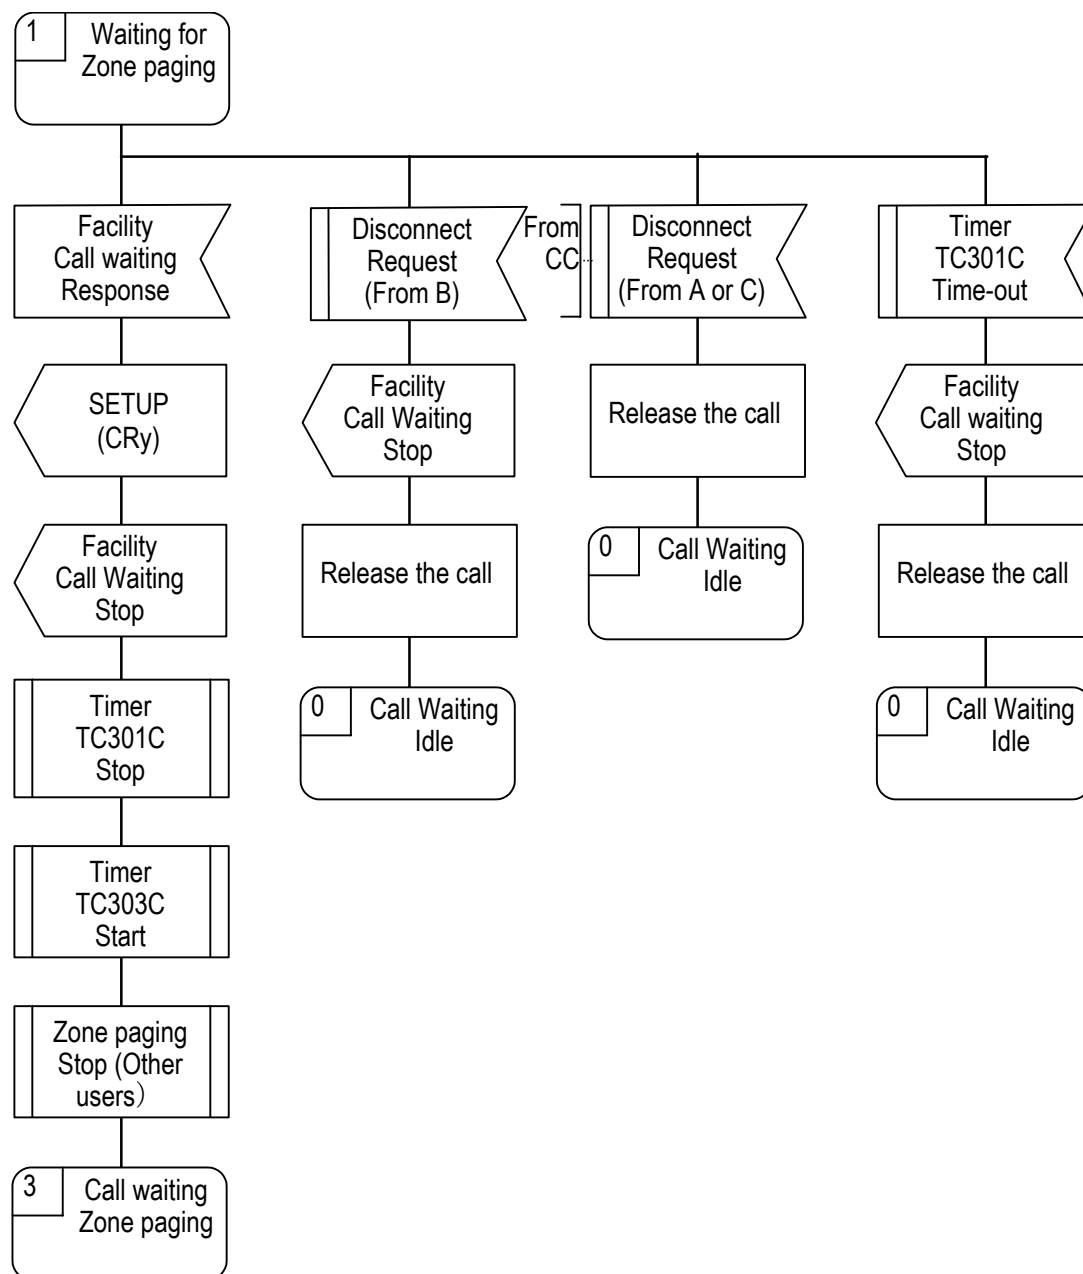 1
Waiting for
Zone paging
Facility
Call waiting
Response
Disconnect
Request
(From B)
From
CC
Disconnect
Request
(From A or C)
Timer
TC301C
Time-out
SETUP
(CRy)
Facility
Call Waiting
Stop
Release the call
Facility
Call waiting
Stop
Facility
Call Waiting
Stop
Release the call
0
Call Waiting
Idle
Release the call
Timer
TC301C
Stop
0
Call Waiting
Idle
0
Call Waiting
Idle
Timer
TC303C
Start
Zone paging
Stop (Other
users）
3
Call waiting
Zone paging